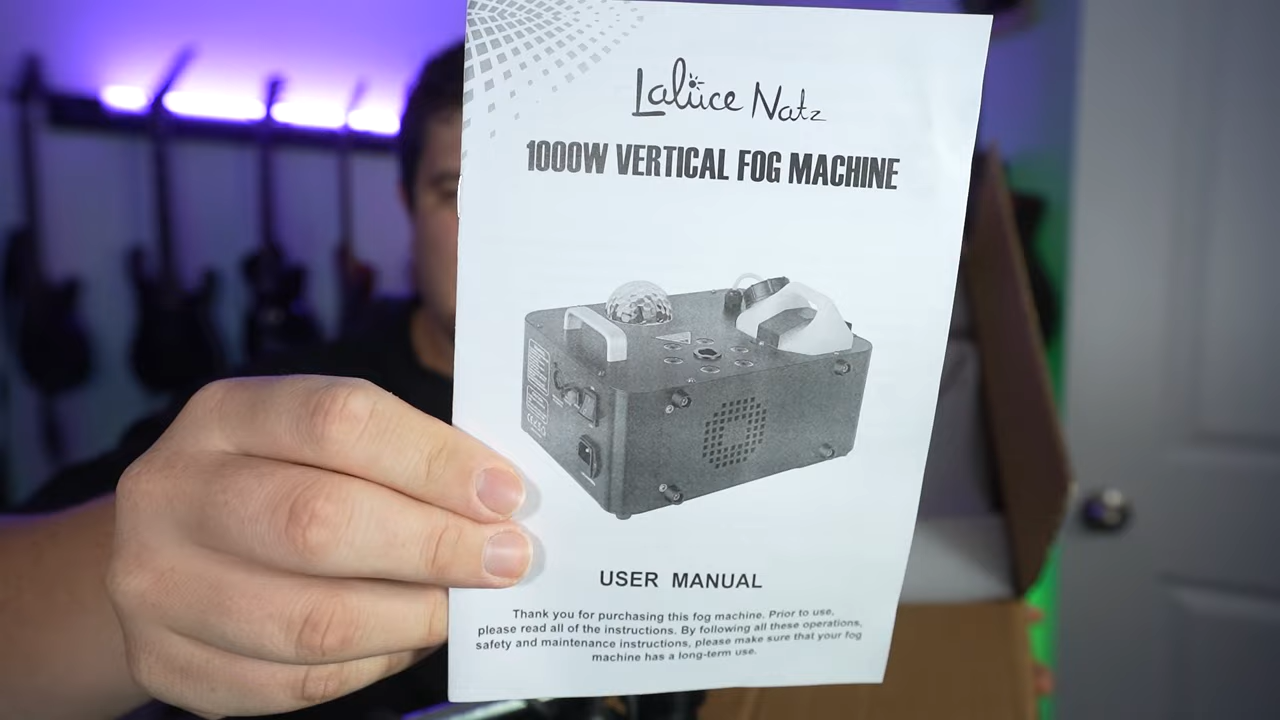 Laluce Natz
1000W VERTICAL FOG MACHINE
USER MANUAL
Thank you for purchasing this fog machine. Prior to use,
please read all of the instructions. By following all these operations,
safety and maintenance instructions, please make sure that your fog
machine has a long-term use.